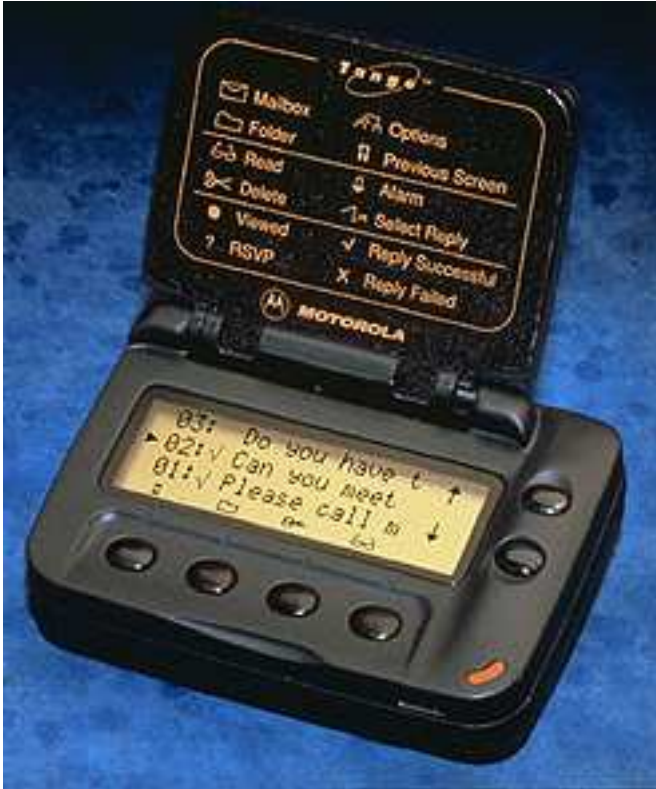 Tango™
Mailbox
Options
Folder
Previous Screen
Read
Alarm
Delete
Select Reply
Viewed
Reply Successful
? RSVP
X Reply Failed
MOTOROLA
03: Do you have t
02:√ Can you meet
01:√ Please call m